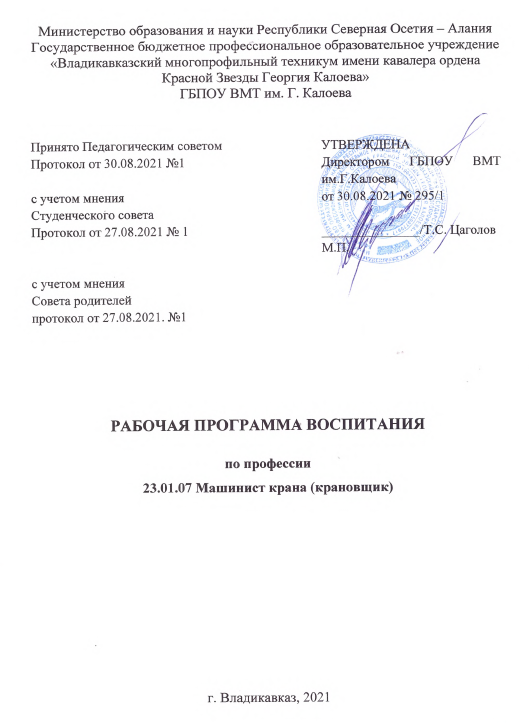 Министерство образования и науки Республики Северная Осетия – Алания
Государственное бюджетное профессиональное образовательное учреждение
«Владикавказский многопрофильный техникум имени кавалера ордена
Красной Звезды Георгия Калоева»
ГБПОУ ВМТ им. Г. Калоева
Принято Педагогическим советом
Протокол от 30.08.2021 №1
с учетом мнения
Студенческого совета
Протокол от 27.08.2021 № 1
с учетом мнения
Совета родителей
протокол от 27.08.2021. №1
УТВЕРЖДЕНА
Директором ГБПОУ ВМТ
им.Г.Калоева
от 30.08.2021 № 295/1
/Т.С. Цаголов
М.П.
РАБОЧАЯ ПРОГРАММА ВОСПИТАНИЯ
по профессии
23.01.07 Машинист крана (крановщик)
г. Владикавказ, 2021